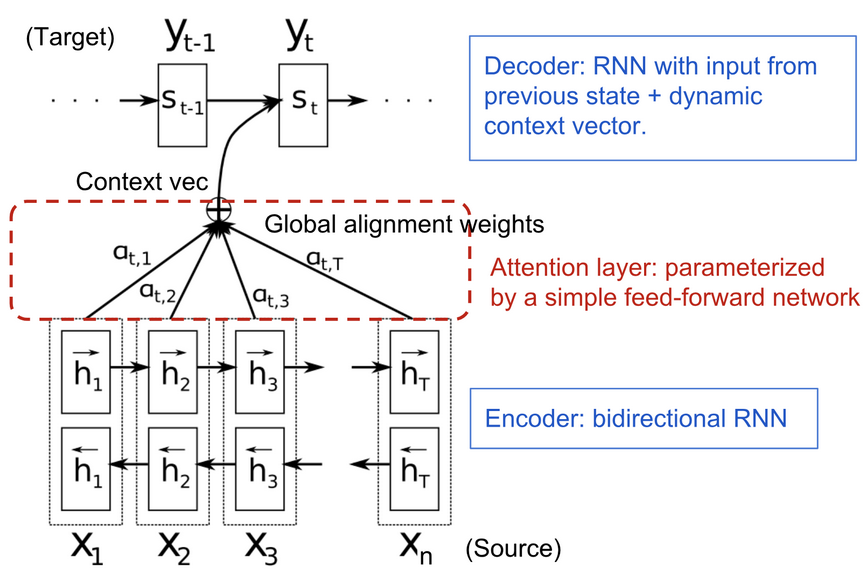 (Target) yt-1 yt
. . . St-1 St . . .
Decoder: RNN with input from
previous state + dynamic
context vector.
Context vec
Global alignment weights
at,1 at,2 at,3 at,T
Attention layer: parameterized
by a simple feed-forward network
h1 h2 h3 hT
Encoder: bidirectional RNN
h1 h2 h3 hT
x1 x2 x3 xn (Source)